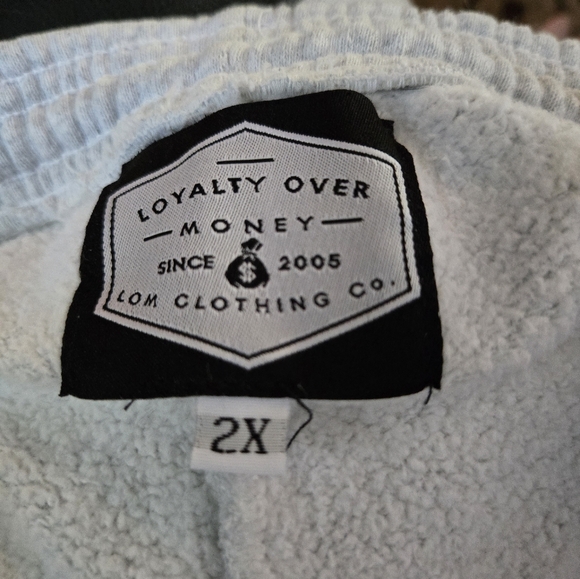 LOYALTY OVER
MONEY
SINCE $ 2005
LOM CLOTHING Co.
2X